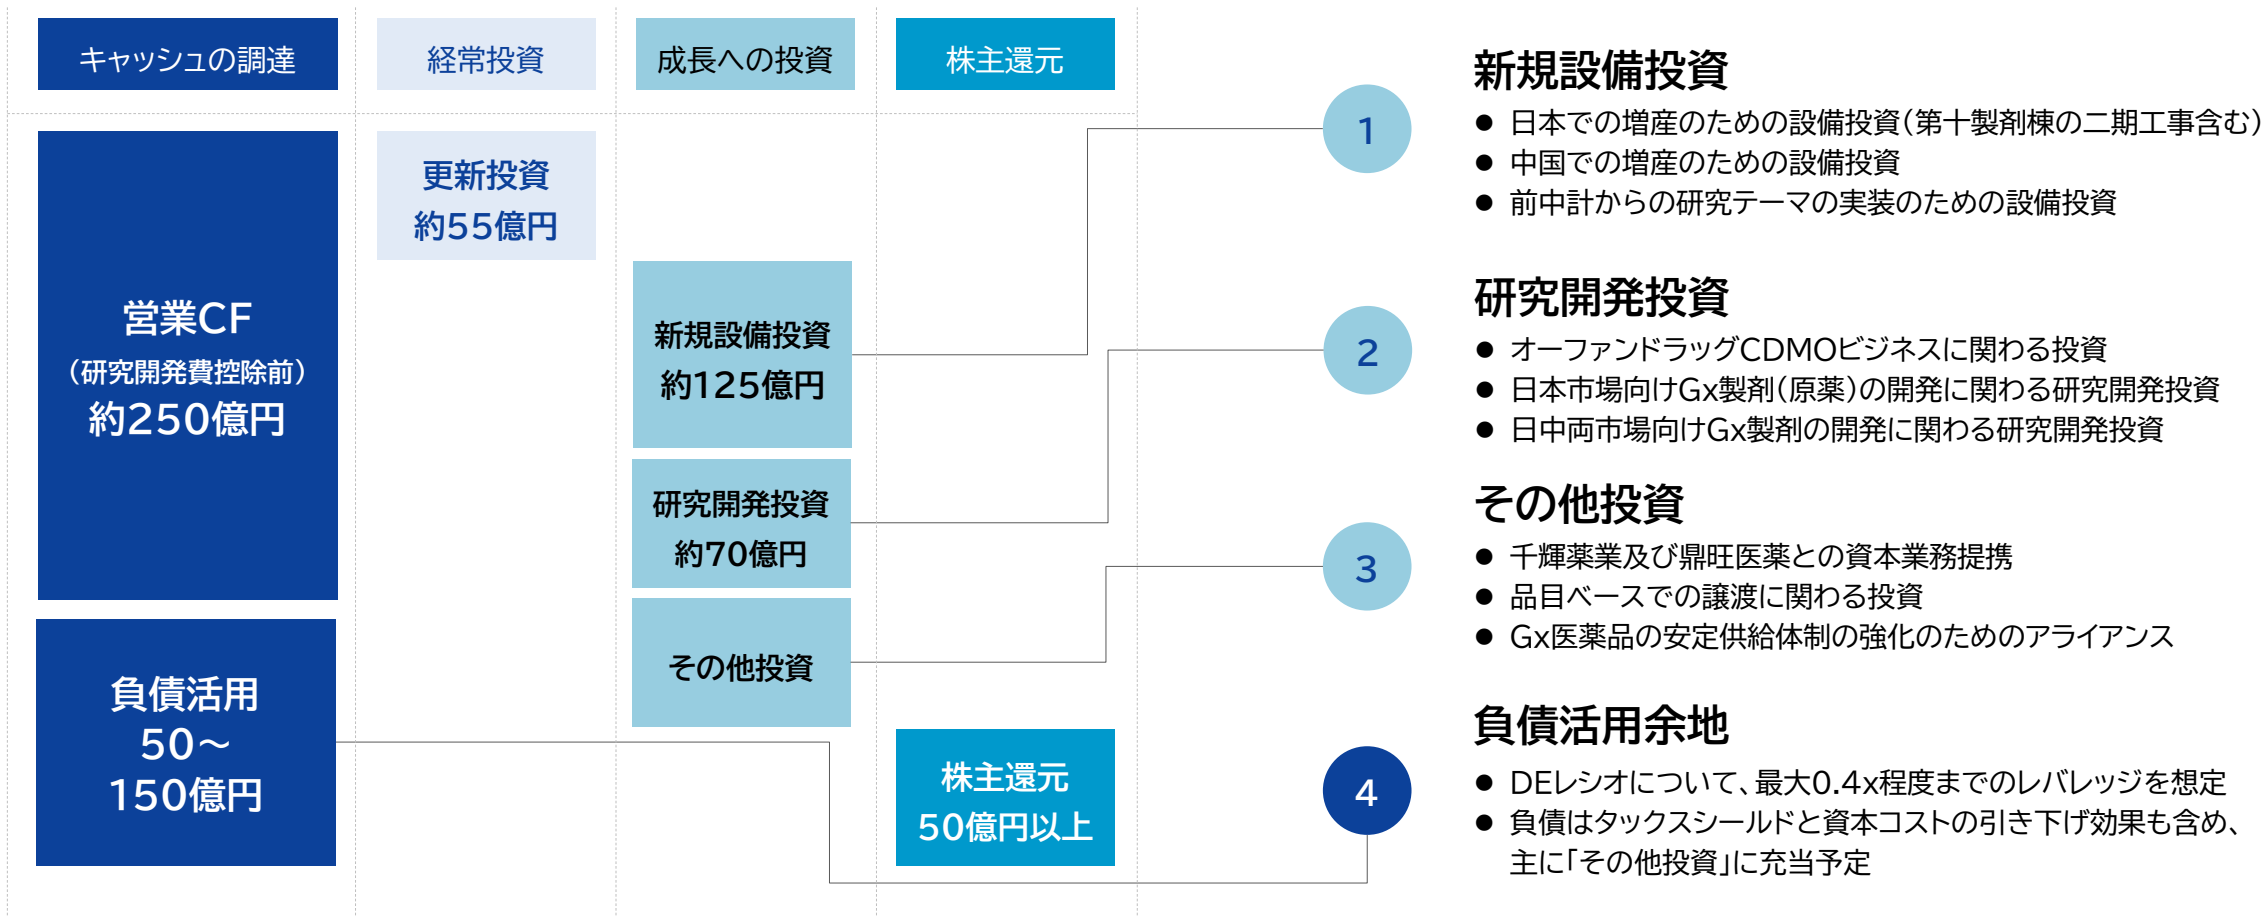 キャッシュの調達
経常投資
成長への投資
株主還元
営業CF
（研究開発費控除前）
約250億円
負債活用
50～
150億円
更新投資
約55億円
新規設備投資
約125億円
研究開発投資
約70億円
その他投資
株主還元
50億円以上
1
新規設備投資
● 日本での増産のための設備投資（第十製剤棟の二期工事含む）
● 中国での増産のための設備投資
● 前中計からの研究テーマの実装のための設備投資
2
研究開発投資
● オーファンドラッグCDMOビジネスに関わる投資
● 日本市場向けGx製剤（原薬）の開発に関わる研究開発投資
● 日中両市場向けGx製剤の開発に関わる研究開発投資
3
その他投資
● 千輝薬業及び鼎旺医薬との資本業務提携
● 品目ベースでの譲渡に関わる投資
● Gx医薬品の安定供給体制の強化のためのアライアンス
4
負債活用余地
● DEレシオについて、最大0.4x程度までのレバレッジを想定
● 負債はタックスシールドと資本コストの引き下げ効果も含め、
主に「その他投資」に充当予定